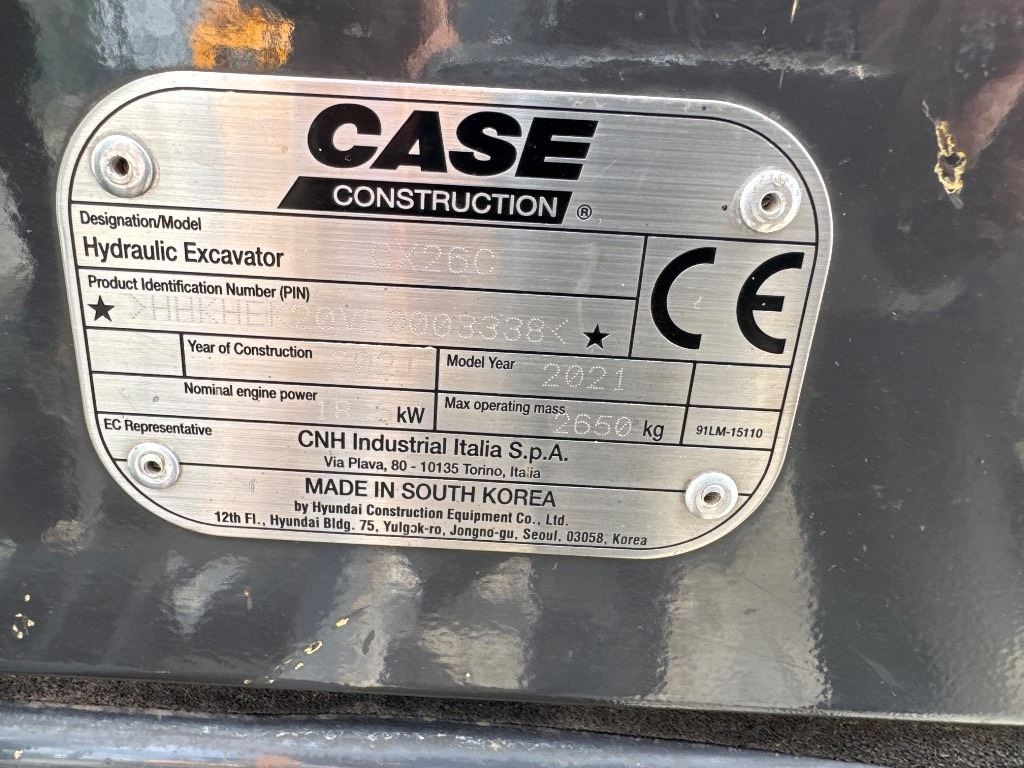 CASE
CONSTRUCTION ®
Designation/Model
Hydraulic Excavator CX26C
Product Identification Number (PIN)
Year of Construction
Model Year 2021
Nominal engine power kW
Max operating mass 2650 kg
91LM-15110
CE
EC Representative
CNH Industrial Italia S.p.A.
Via Plava, 80 - 10135 Torino, Italia
MADE IN SOUTH KOREA
by Hyundai Construction Equipment Co., Ltd.
12th Fl., Hyundai Bldg. 75, Yulgok-ro, Jongno-gu, Seoul, 03058, Korea